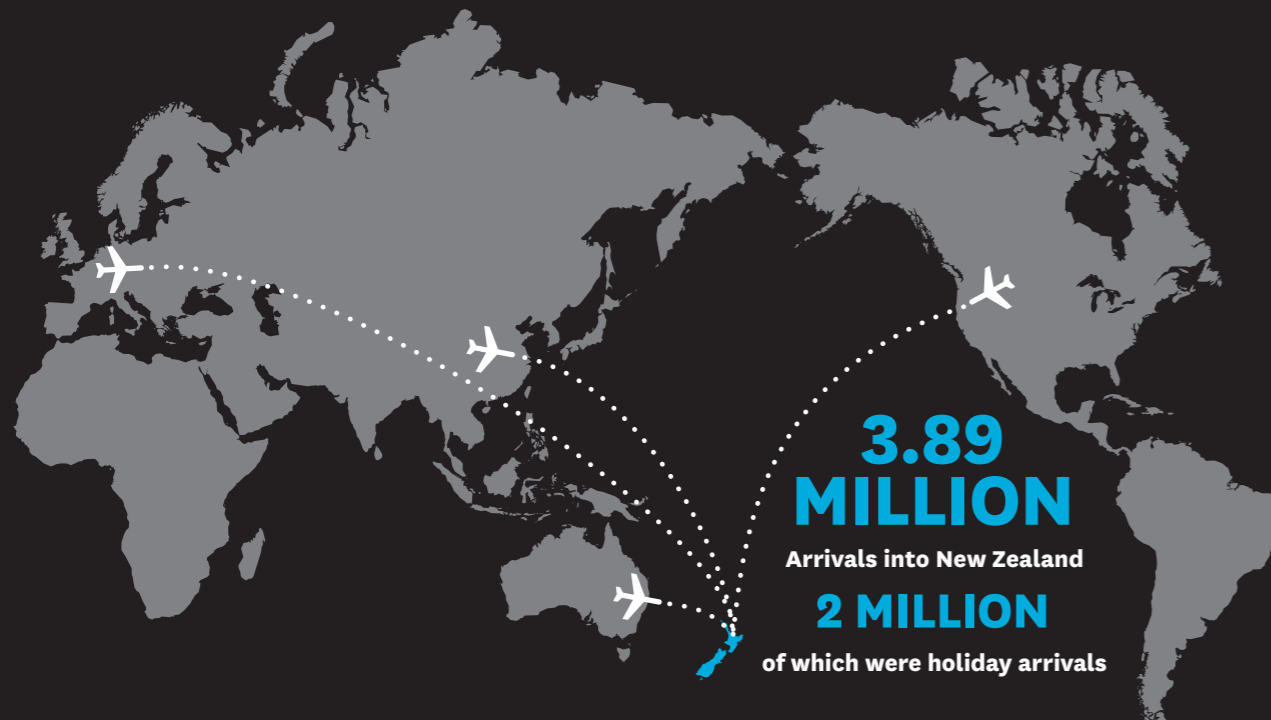 3.89
MILLION
Arrivals into New Zealand
2 MILLION
of which were holiday arrivals